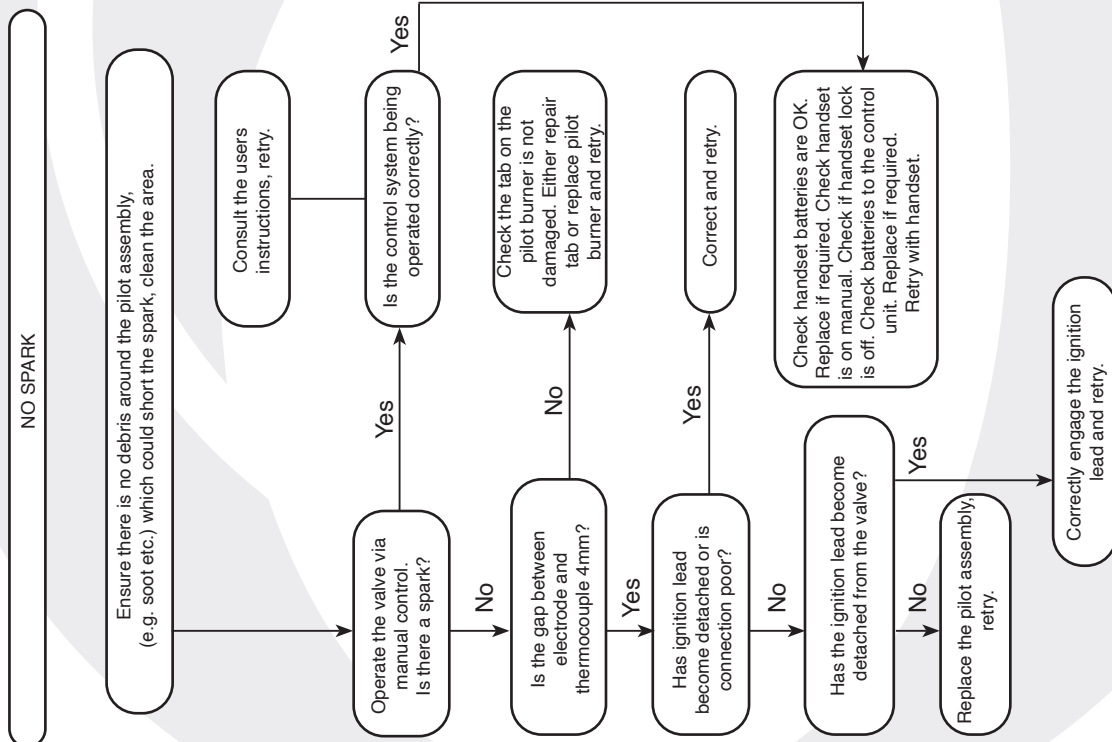 NO SPARK
Ensure there is no debris around the pilot assembly,
(e.g. soot etc.) which could short the spark, clean the area.
Operate the valve via
manual control.
Is there a spark?
Yes
Is the control system being
operated correctly?
Consult the users
instructions, retry.
Yes
Check handset batteries are OK.
Replace if required. Check handset
is on manual. Check if handset lock
is off. Check batteries to the control
unit. Replace if required.
Retry with handset.
No
Is the gap between
electrode and
thermocouple 4mm?
No
Check the tab on the
pilot burner is not
damaged. Either repair
tab or replace pilot
burner and retry.
Yes
Has ignition lead
become detached or is
connection poor?
Yes
Correct and retry.
No
Has the ignition lead become
detached from the valve?
Yes
Correctly engage the ignition
lead and retry.
No
Replace the pilot assembly,
retry.